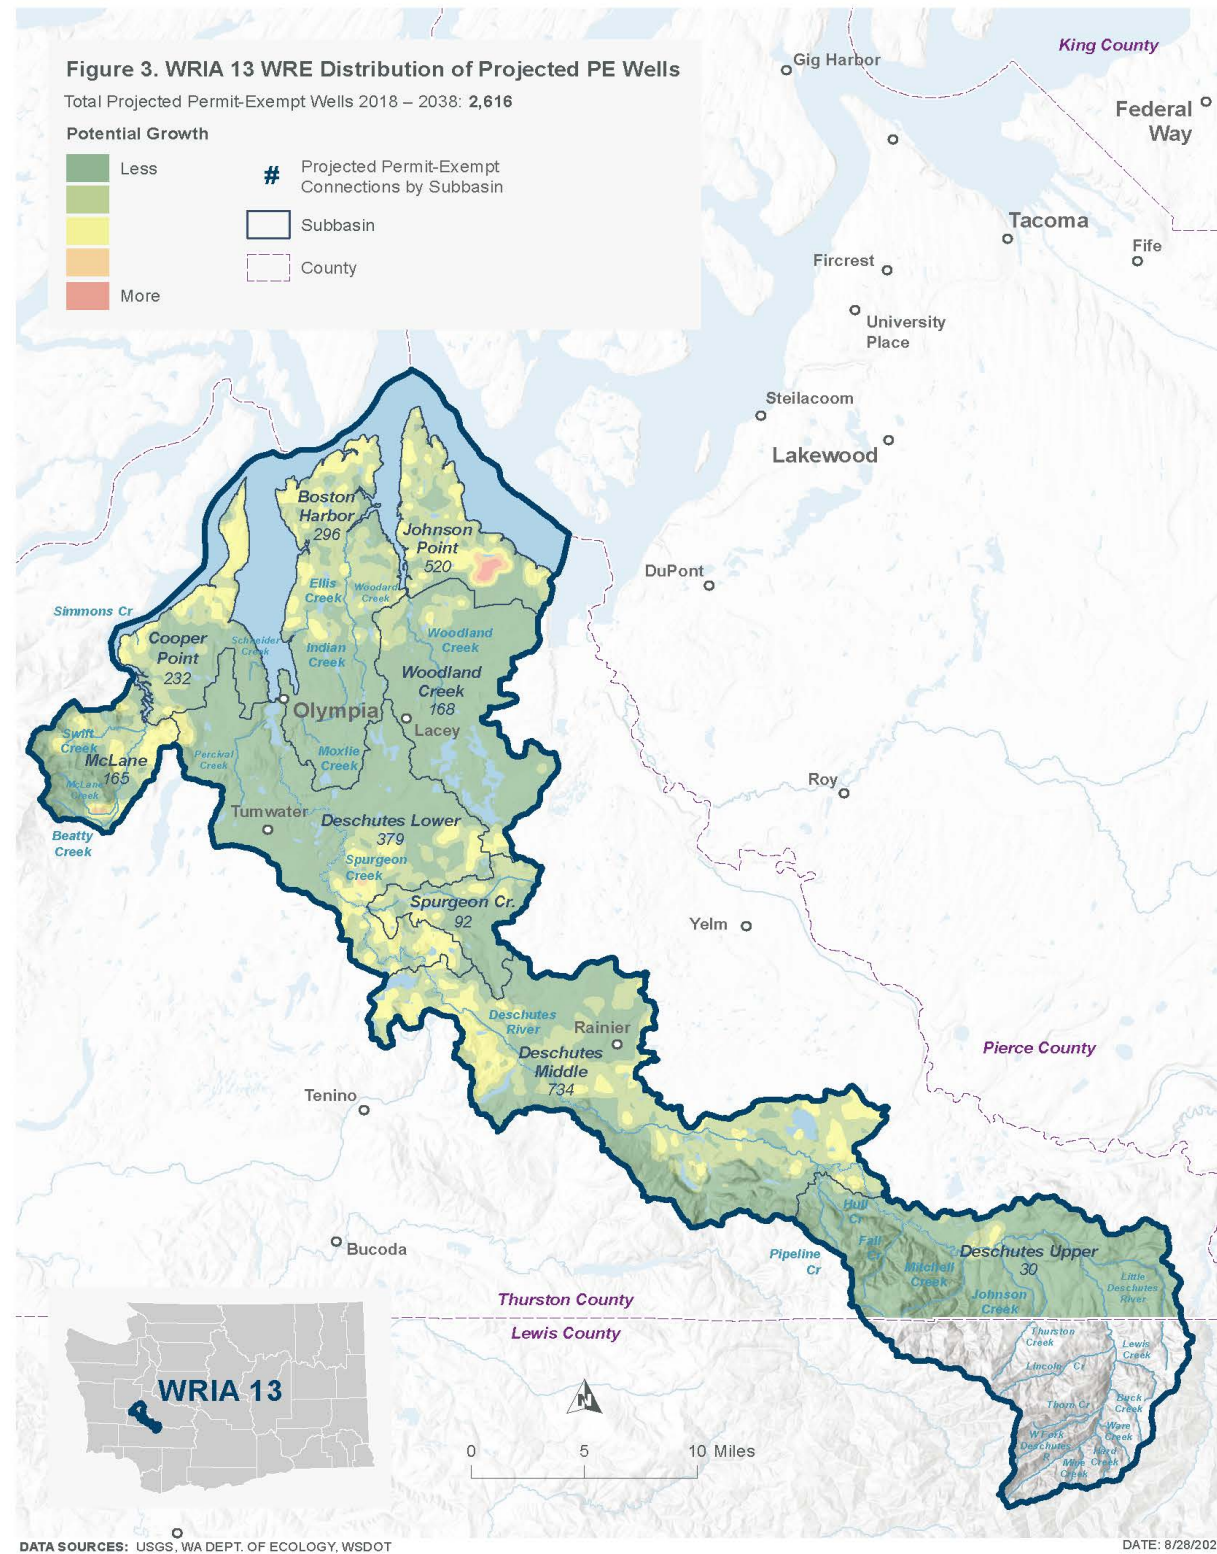 Figure 3. WRIA 13 WRE Distribution of Projected PE Wells
Total Projected Permit-Exempt Wells 2018 – 2038: 2,616
Potential Growth
Less
More
#
Projected Permit-Exempt
Connections by Subbasin
Subbasin
County
King County
Gig Harbor
Federal
Way
Tacoma
Fife
Fircrest
University
Place
Steilacoom
Lakewood
DuPont
Boston
Harbor
296
Johnson
Point
520
Ellis
Creek
Woodard
Creek
Simmons Cr
Cooper
Point
232
Schneider
Creek
Indian
Creek
Woodland
Creek
Woodland
Creek
168
Olympia
Lacey
Swift
Creek
McLane
165
McLane
Creek
Percival
Creek
Moxlie
Creek
Beatty
Creek
Tumwater
Deschutes Lower
379
Spurgeon
Creek
Roy
Spurgeon Cr.
92
Yelm
Deschutes
River
Rainier
Deschutes
Middle
734
Pierce County
Tenino
Bucoda
Hull
Cr
Fall
Cr
Pipeline
Cr
Mitchell
Creek
Deschutes Upper
30
Johnson
Creek
Little
Deschutes
River
Thurston County
Lewis County
Thurston
Creek
Lewis
Creek
Lincoln Cr
Buck
Creek
Thorn Cr
Ware
Creek
W Fork
Deschutes
R
Hard
Creek
Mine
Creek
WRIA 13
N
0 5 10 Miles
DATA SOURCES: USGS, WA DEPT. OF ECOLOGY, WSDOT
DATE: 8/28/202